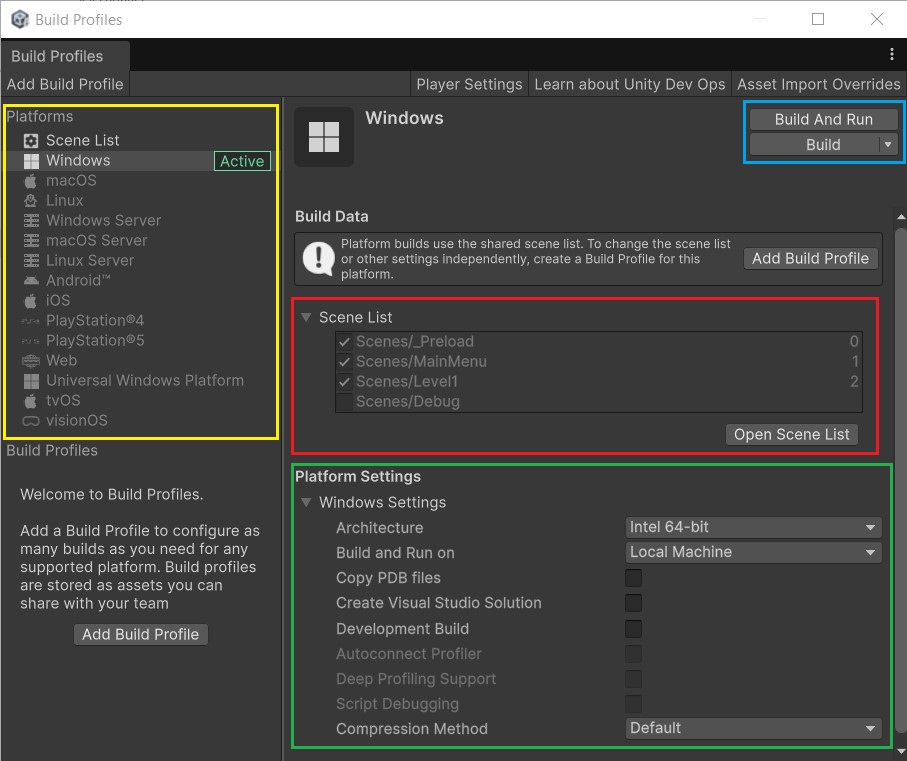 Build Profiles
Build Profiles
Add Build Profile
Player Settings
Learn about Unity Dev Ops
Asset Import Overrides
Platforms
Scene List
Windows
Active
macOS
Linux
Windows Server
macOS Server
Linux Server
Android™
iOS
PlayStation®4
PlayStation®5
Web
Universal Windows Platform
tvOS
visionOS
Build Profiles
Welcome to Build Profiles.
Add a Build Profile to configure as
many builds as you need for any
supported platform. Build profiles
are stored as assets you can
share with your team
Add Build Profile
Windows
Build And Run
Build
Build Data
Platform builds use the shared scene list. To change the scene list
or other settings independently, create a Build Profile for this
platform.
Add Build Profile
Scene List
Scenes/_Preload 0
Scenes/MainMenu 1
Scenes/Level1 2
Scenes/Debug
Open Scene List
Platform Settings
Windows Settings
Architecture Intel 64-bit
Build and Run on Local Machine
Copy PDB files
Create Visual Studio Solution
Development Build
Autoconnect Profiler
Deep Profiling Support
Script Debugging
Compression Method Default